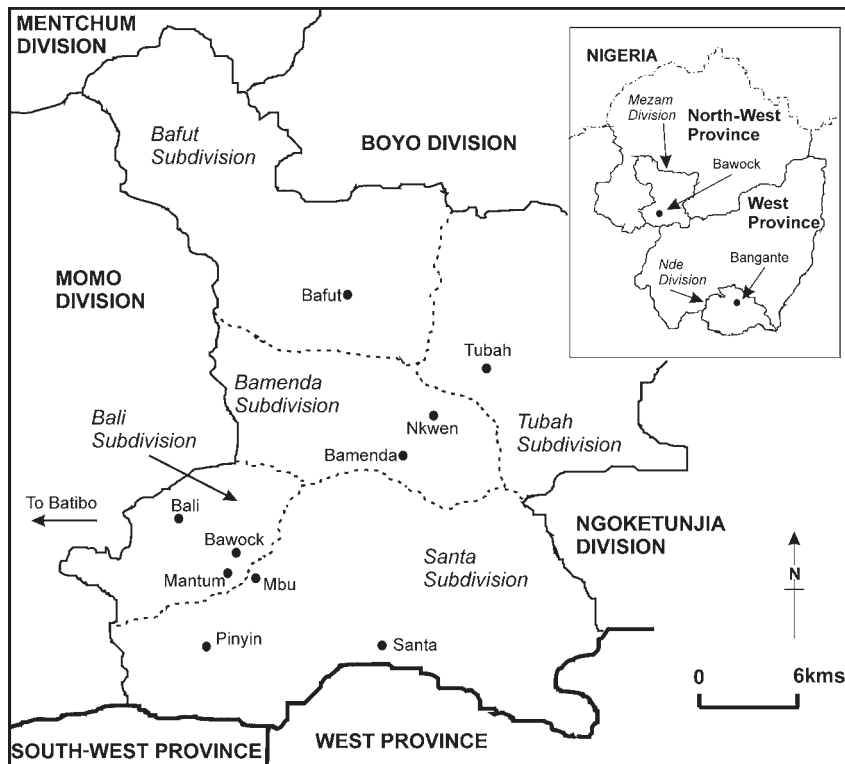 MENTCHUM
DIVISION
Bafut
Subdivision
BOYO DIVISION
NIGERIA
Mezam
Division
North-West
Province
Bawock
West
Province
Nde
Division
Bangante
MOMO
DIVISION
Bafut
Tubah
Bamenda
Subdivision
Nkwen
Bamenda
Tubah
Subdivision
Bali
Subdivision
To Batibo
Bali
Bawock
Mantum
Mbu
Santa
Subdivision
NGOKETUNJIA
DIVISION
N
Pinyin
Santa
0 6kms
SOUTH-WEST PROVINCE
WEST PROVINCE